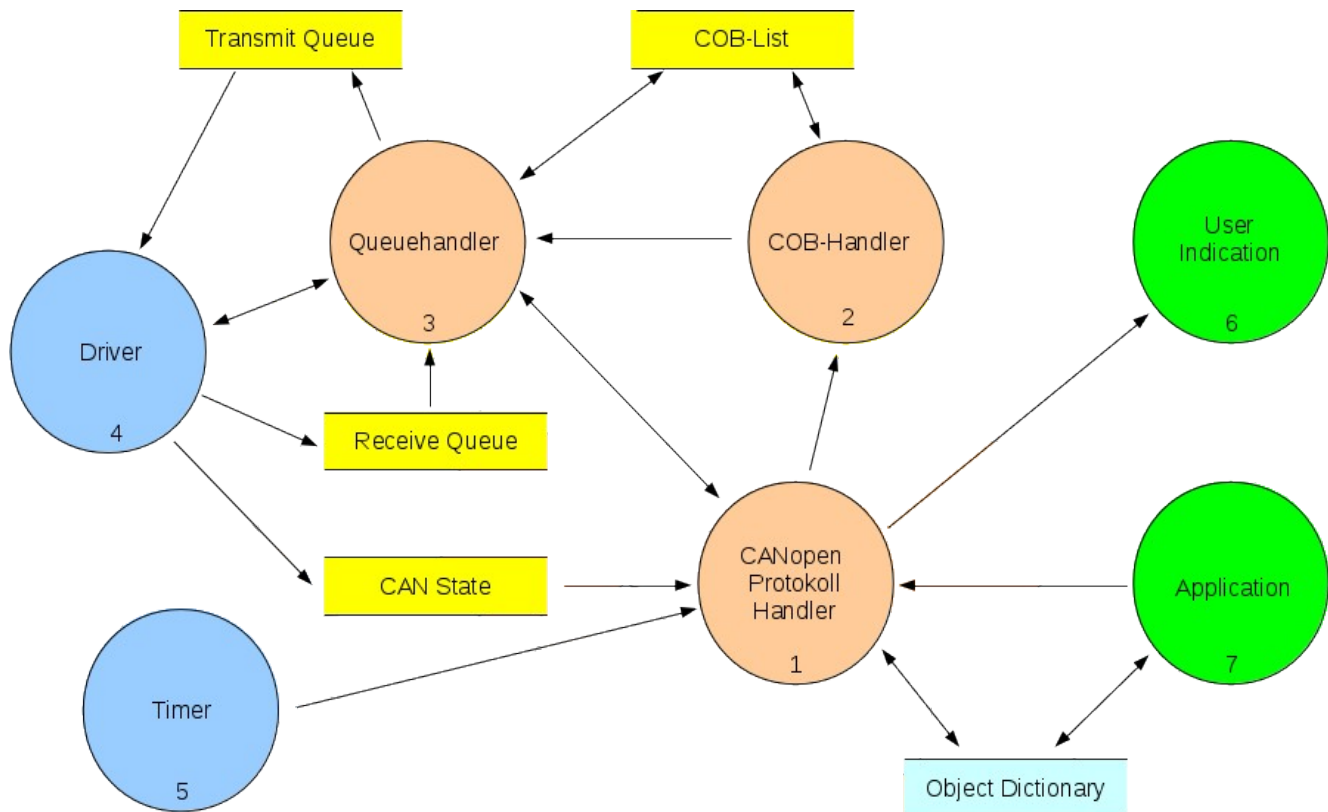 Transmit Queue
COB-List
Queuehandler
3
COB-Handler
2
User
Indication
6
Driver
4
Receive Queue
CAN State
CANopen
Protokoll
Handler
1
Application
7
Timer
5
Object Dictionary